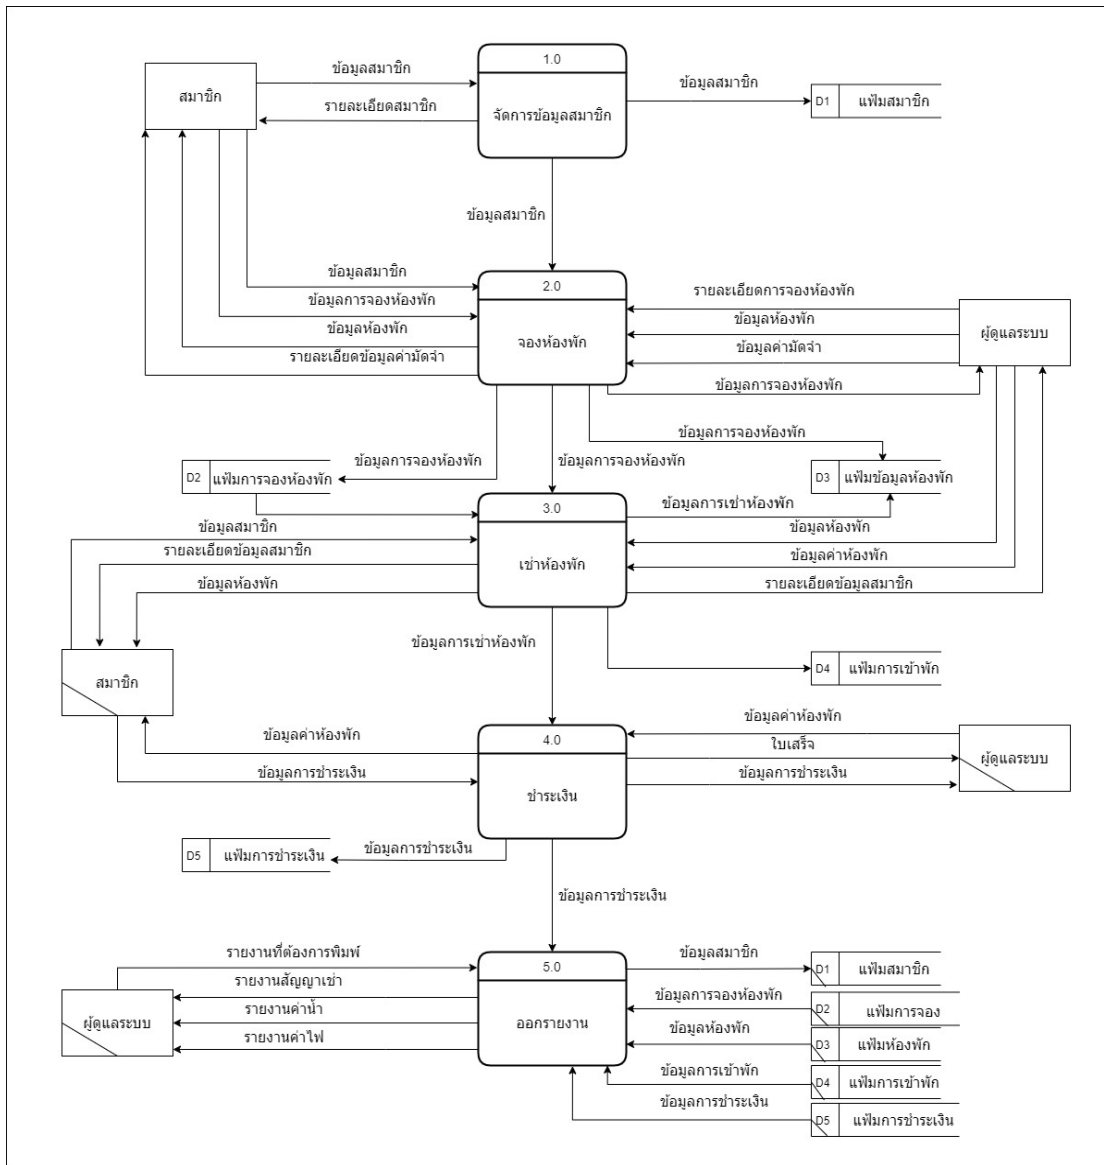 ข้อมูลสมาชิก
1.0
สมาชิก
ข้อมูลสมาชิก
D1 แฟ้มสมาชิก
รายละเอียดสมาชิก
จัดการข้อมูลสมาชิก
ข้อมูลสมาชิก
ข้อมูลสมาชิก
2.0
รายละเอียดการจองห้องพัก
ข้อมูลการจองห้องพัก
ข้อมูลห้องพัก
ข้อมูลห้องพัก
จองห้องพัก
ผู้ดูแลระบบ
รายละเอียดข้อมูลค่ามัดจำ
ข้อมูลค่ามัดจำ
ข้อมูลการจองห้องพัก
ข้อมูลการจองห้องพัก
ข้อมูลการจองห้องพัก
ข้อมูลการจองห้องพัก
D2 แฟ้มการจองห้องพัก
D3 แฟ้มข้อมูลห้องพัก
3.0
ข้อมูลการเช่าห้องพัก
ข้อมูลสมาชิก
ข้อมูลห้องพัก
รายละเอียดข้อมูลสมาชิก
ข้อมูลค่าห้องพัก
เช่าห้องพัก
ข้อมูลห้องพัก
รายละเอียดข้อมูลสมาชิก
ข้อมูลการเช่าห้องพัก
D4 แฟ้มการเข้าพัก
สมาชิก
ข้อมูลค่าห้องพัก
ข้อมูลค่าห้องพัก
4.0
ใบเสร็จ
ผู้ดูแลระบบ
ข้อมูลการชำระเงิน
ข้อมูลการชำระเงิน
ชำระเงิน
ข้อมูลการชำระเงิน
D5 แฟ้มการชำระเงิน
ข้อมูลการชำระเงิน
รายงานที่ต้องการพิมพ์
ข้อมูลสมาชิก
5.0
D1 แฟ้มสมาชิก
รายงานสัญญาเช่า
ข้อมูลการจองห้องพัก
D2 แฟ้มการจอง
รายงานค่าน้ำ
ผู้ดูแลระบบ
ออกรายงาน
ข้อมูลห้องพัก
D3 แฟ้มห้องพัก
รายงานค่าไฟ
ข้อมูลการเข้าพัก
D4 แฟ้มการเข้าพัก
ข้อมูลการชำระเงิน
D5 แฟ้มการชำระเงิน